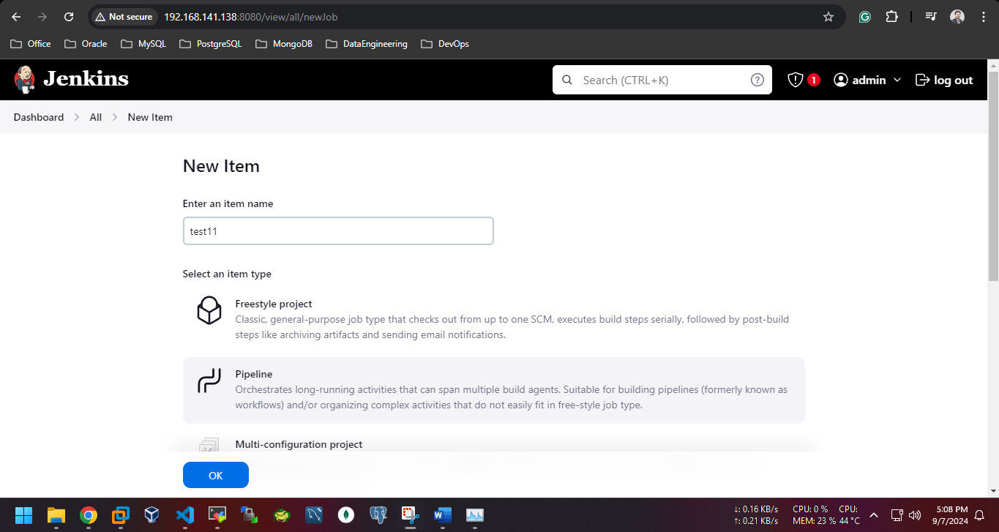 Not secure 192.168.141.138:8080/view/all/newJob
Office Oracle MySQL PostgreSQL MongoDB DataEngineering DevOps
Jenkins Search (CTRL+K) ? 1 admin log out
Dashboard All New Item
New Item
Enter an item name
test11
Select an item type
Freestyle project
Classic, general-purpose job type that checks out from up to one SCM, executes build steps serially, followed by post-build
steps like archiving artifacts and sending email notifications.
Pipeline
Orchestrates long-running activities that can span multiple build agents. Suitable for building pipelines (formerly known as
workflows) and/or organizing complex activities that do not easily fit in free-style job type.
Multi-configuration project
OK
↓: 0.16 KB/s CPU: 0 % CPU: 5:08 PM
↑: 0.21 KB/s MEM: 23 % 44 °C 9/7/2024